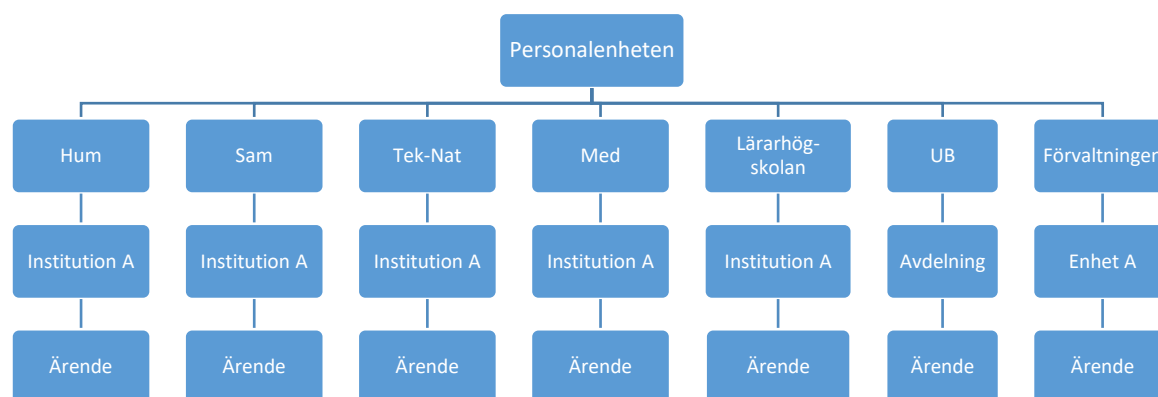 Personalenheten
Hum
Sam
Tek-Nat
Med
Lärarhög-
skolan
UB
Förvaltningen
Institution A
Institution A
Institution A
Institution A
Institution A
Avdelning
Enhet A
Ärende
Ärende
Ärende
Ärende
Ärende
Ärende
Ärende